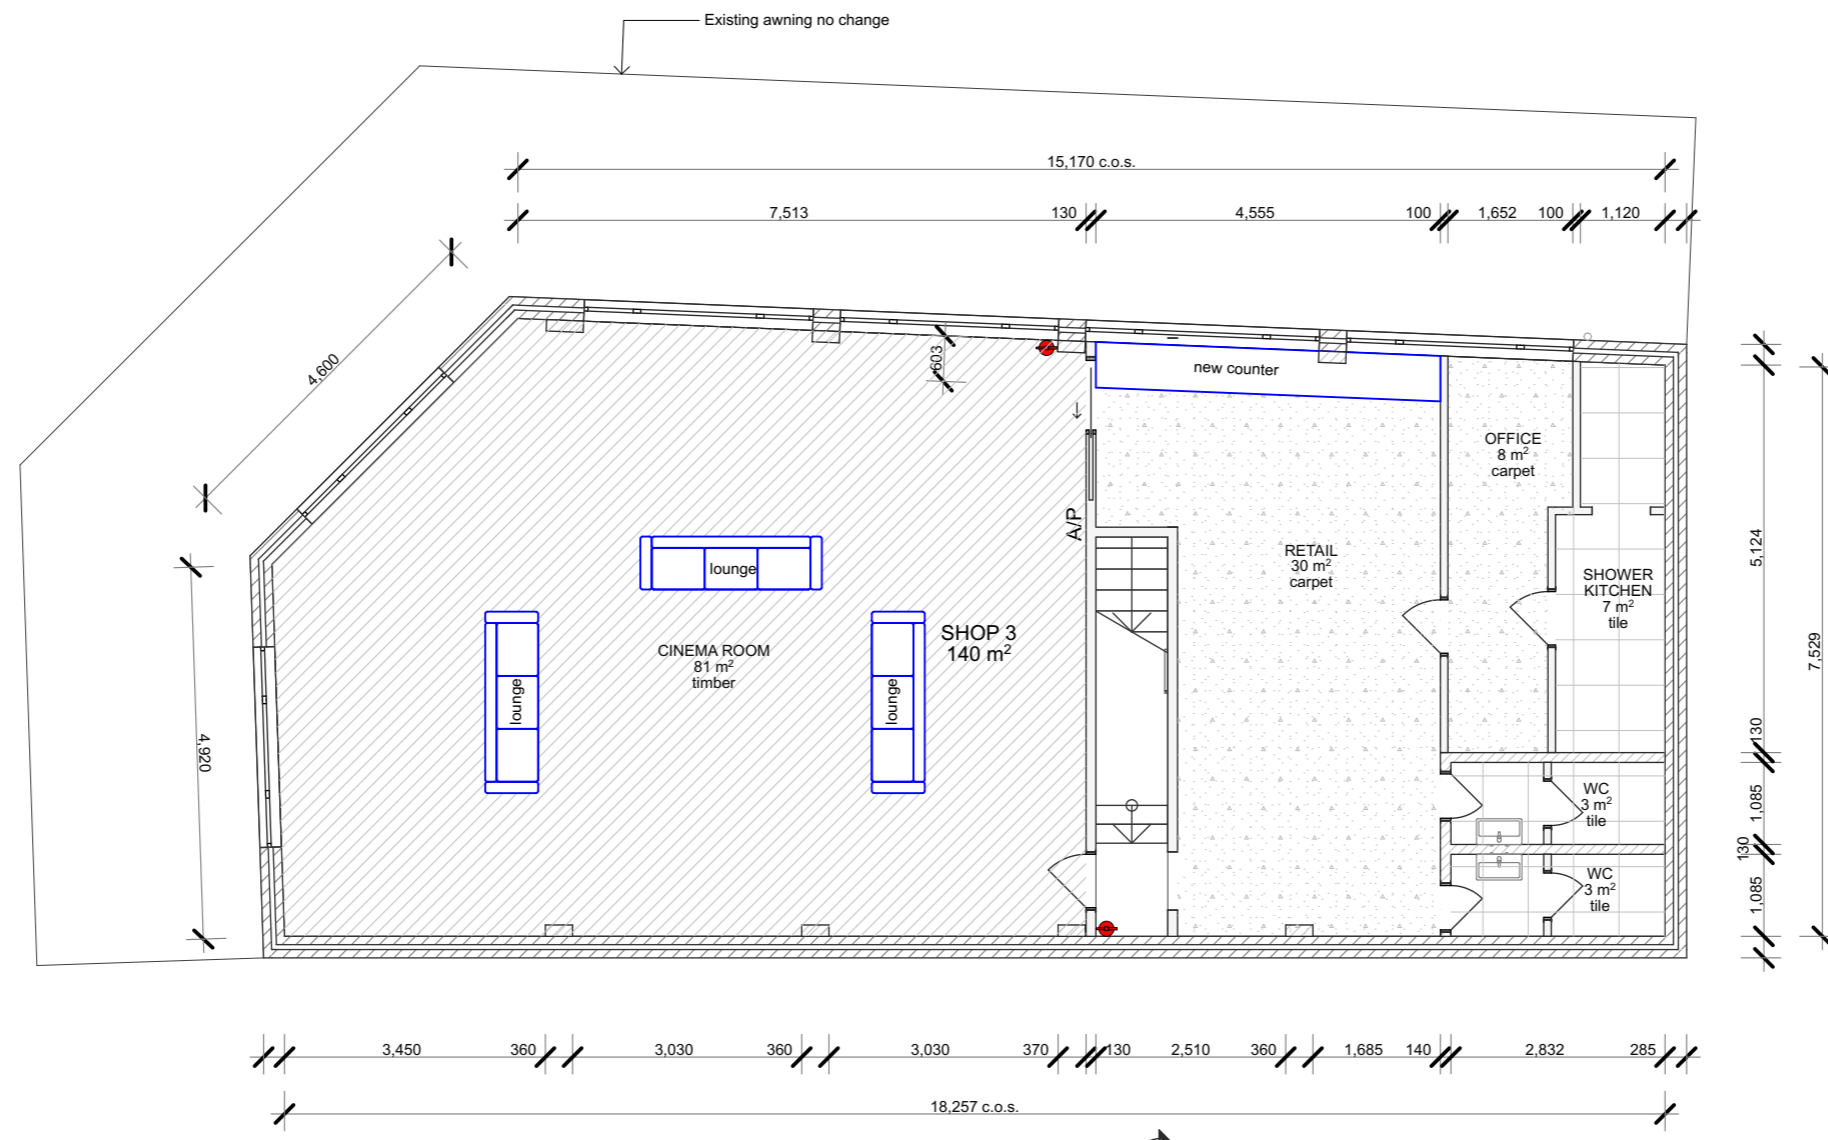 Existing awning no change
15,170 c.o.s.
7,513
130
4,555
100
1,652
100
1,120
4,600
603
new counter
OFFICE
8 m²
carpet
A/P
RETAIL
30 m²
carpet
SHOWER
KITCHEN
7 m²
tile
5,124
7,529
lounge
lounge
lounge
CINEMA ROOM
81 m²
timber
SHOP 3
140 m²
4,920
130
WC
3 m²
tile
1,085
130
WC
3 m²
tile
1,085
3,450
360
3,030
360
3,030
370
130
2,510
360
1,685
140
2,832
285
18,257 c.o.s.